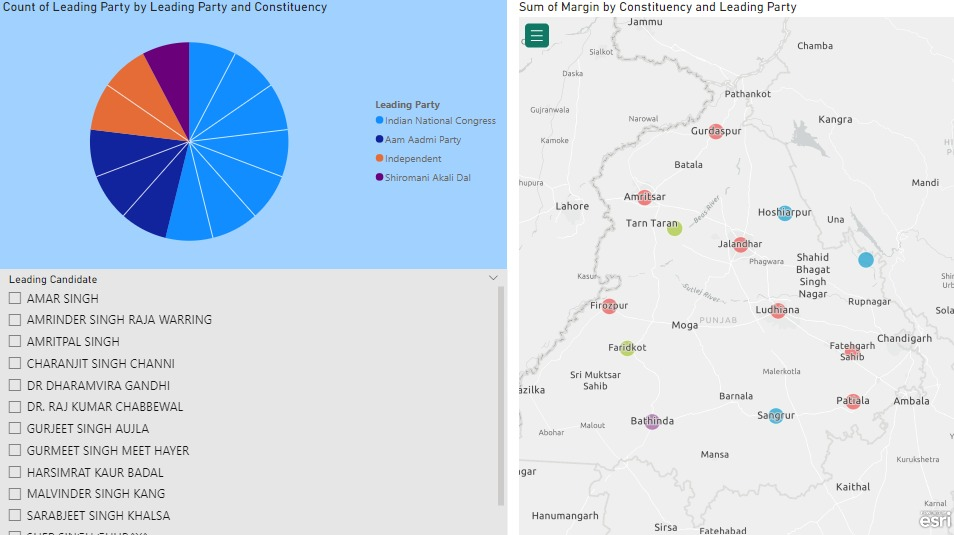 Count of Leading Party by Leading Party and Constituency
Leading Party
Indian National Congress
Aam Aadmi Party
Independent
Shiromani Akali Dal
Leading Candidate
AMAR SINGH
AMRINDER SINGH RAJA WARRING
AMRITPAL SINGH
CHARANJIT SINGH CHANNI
DR DHARAMVIRA GANDHI
DR. RAJ KUMAR CHABBEWAL
GURJEET SINGH AUJLA
GURMEET SINGH MEET HAYER
HARSIMRAT KAUR BADAL
MALVINDER SINGH KANG
SARABJEET SINGH KHALSA
Sum of Margin by Constituency and Leading Party
Jammu
Chamba
Sialkot
Daska
Pathankot
Gujranwala
Narowal
Kangra
Gurdaspur
Kamoke
Batala
Mandi
Amritsar
Lahore
Beas River
Hoshiarpur
Una
Tarn Taran
Jalandhar
Phagwara
Shahid
Bhagat
Singh
Nagar
Kasur
Sutlej River
Rupnagar
Firozpur
Ludhiana
Moga
PUNJAB
Chandigarh
Faridkot
Fatehgarh
Sahib
Sri Muktsar
Sahib
Malerkotla
Barnala
Patiala
Ambala
Sangrur
Bathinda
Abohar
Malout
Mansa
Kurukshetra
Kaithal
Karnal
Hanumangarh
Sirsa
Fatehabad
esri